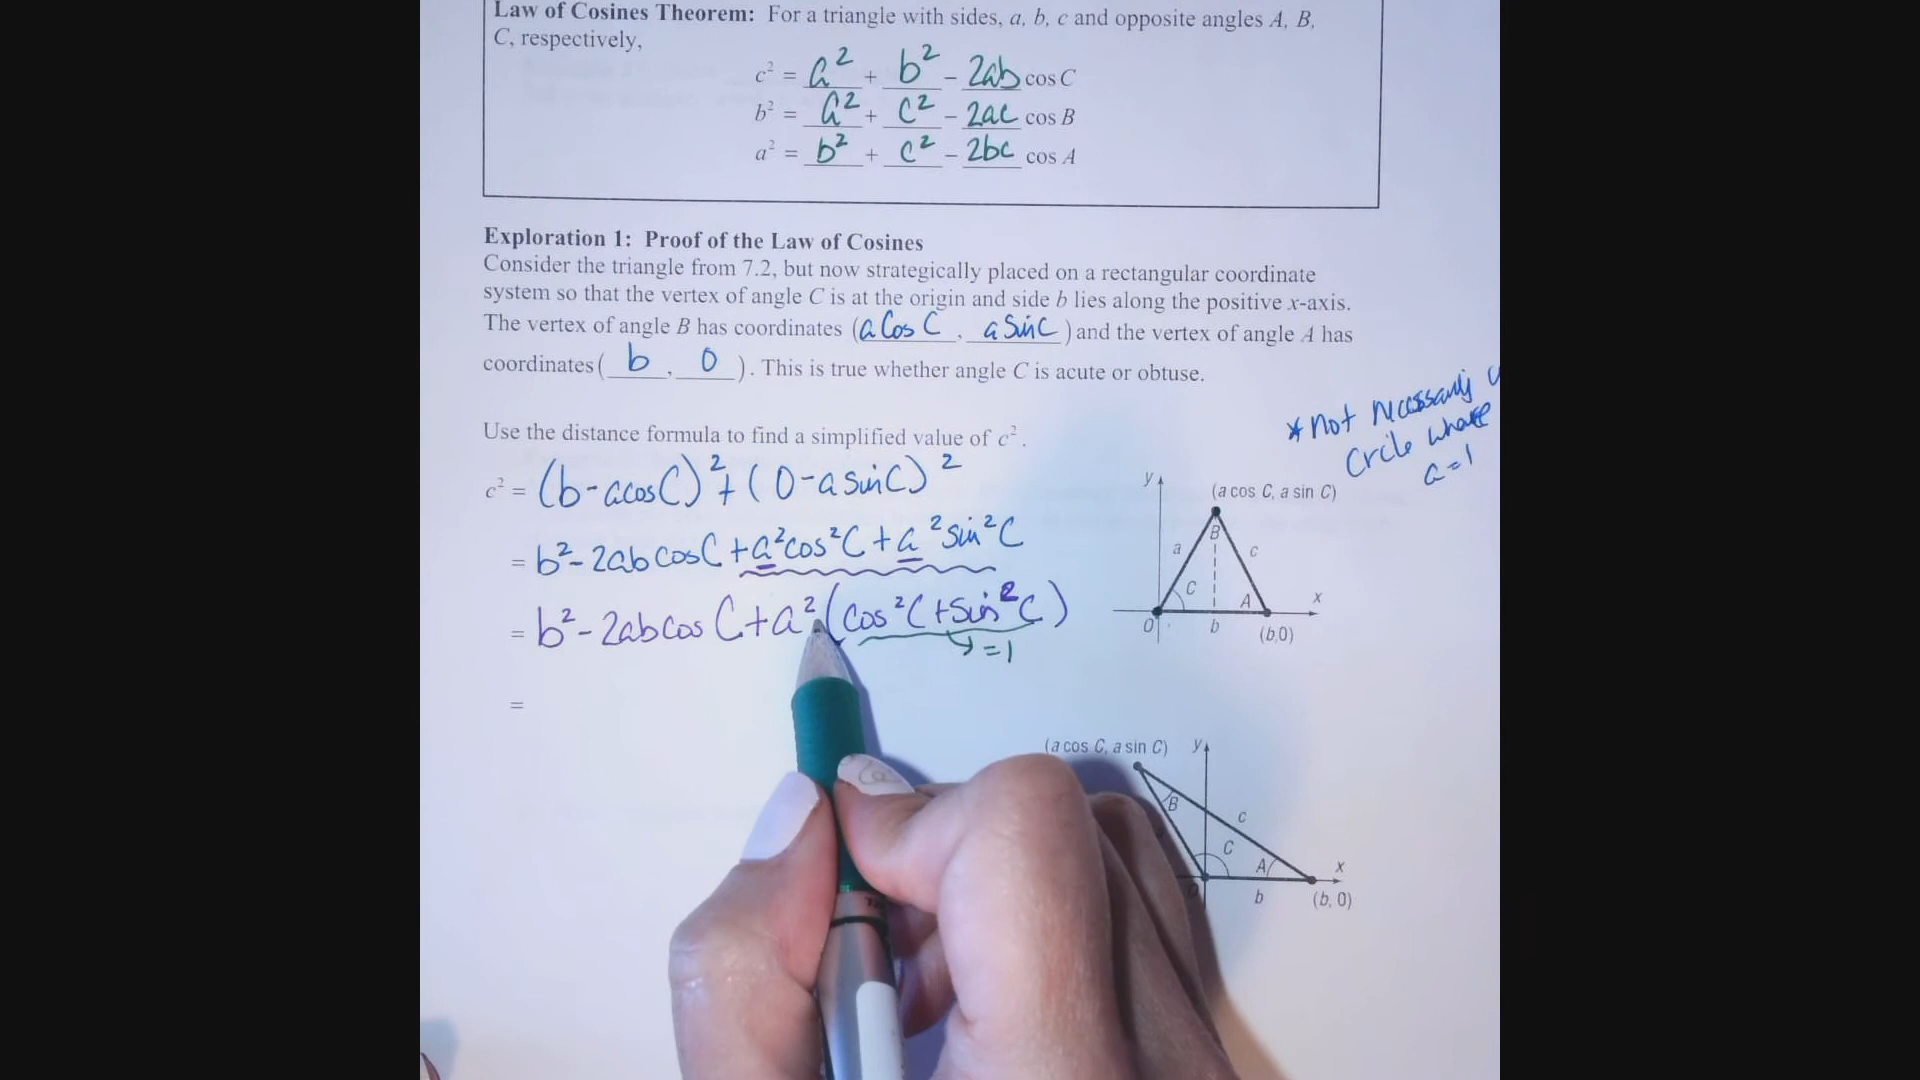 Law of Cosines Theorem: For a triangle with sides, a, b, c and opposite angles A, B,
C, respectively,
c² = a² + b² - 2ab cos C
b² = a² + c² - 2ac cos B
a² = b² + c² - 2bc cos A
Exploration 1: Proof of the Law of Cosines
Consider the triangle from 7.2, but now strategically placed on a rectangular coordinate
system so that the vertex of angle C is at the origin and side b lies along the positive x-axis.
The vertex of angle B has coordinates (a Cos C, a Sin C) and the vertex of angle A has
coordinates ( b , 0 ). This is true whether angle C is acute or obtuse.
* not necessarily
Circle where
a=1
Use the distance formula to find a simplified value of c².
c² = (b-acosC)² + (0-a sinC)²
= b²- 2ab cosC + a²cos²C + a²sin²C
= b²- 2ab cos C + a²(cos²C + sin²C)
= 1
=
y
(a cos C, a sin C)
B
a
c
C
A
x
O
b
(b,0)
(a cos C, a sin C)
y
B
c
C
A
x
b
(b, 0)